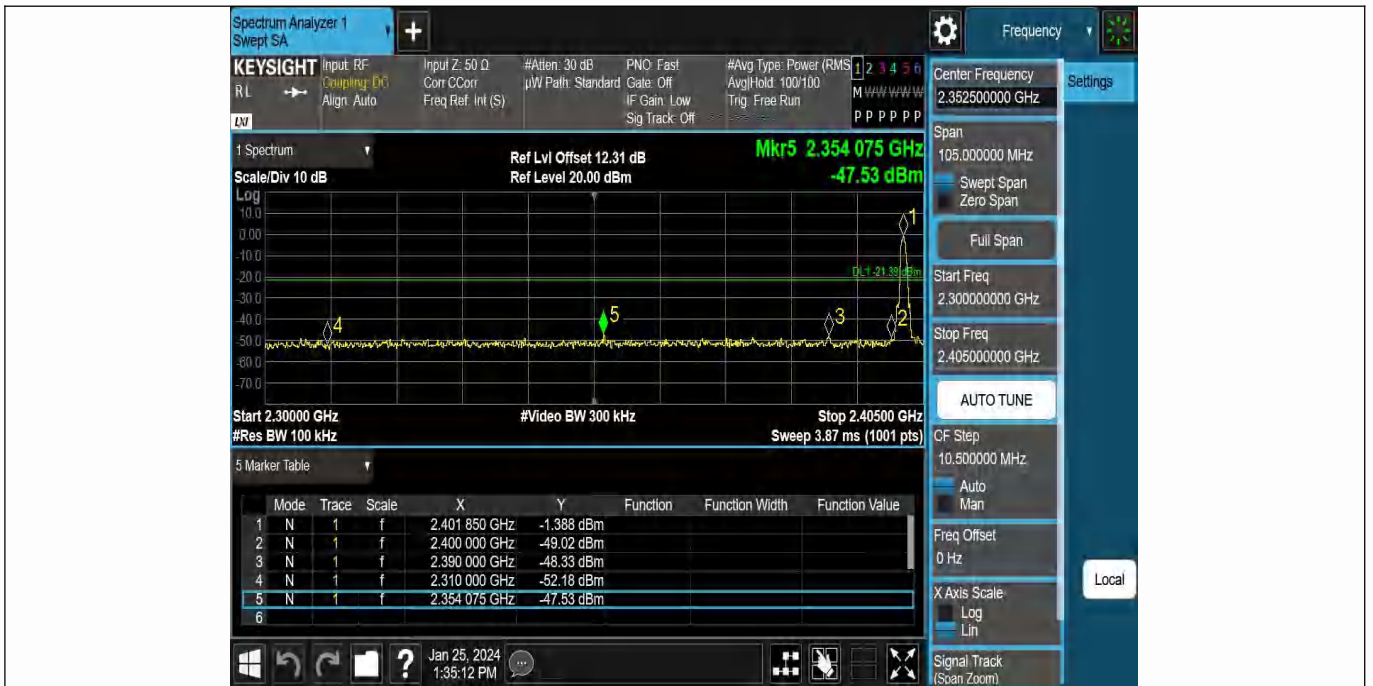 Spectrum Analyzer 1
Swept SA
+
Frequency
KEYSIGHT
R L
LXI
Input: RF
Coupling: DC
Align: Auto
Input Z: 50 Ω
Corr CCorr
Freq Ref: Int (S)
#Atten: 30 dB
µW Path: Standard
PNO: Fast
Gate: Off
IF Gain: Low
Sig Track: Off
#Avg Type: Power (RMS
Avg|Hold: 100/100
Trig: Free Run
1 2 3 4 5 6
M W W W W W
P P P P P P
1 Spectrum
Scale/Div 10 dB
Log
Ref Lvl Offset 12.31 dB
Ref Level 20.00 dBm
Mkr5 2.354 075 GHz
-47.53 dBm
10.0
0.00
-10.0
-20.0
-30.0
-40.0
-50.0
-60.0
-70.0
1
DL1 -21.39 dBm
4
5
3
2
Start 2.30000 GHz
#Video BW 300 kHz
Stop 2.40500 GHz
#Res BW 100 kHz
Sweep 3.87 ms (1001 pts)
5 Marker Table
Mode Trace Scale X Y Function Function Width Function Value
1 N 1 f 2.401 850 GHz -1.388 dBm
2 N 1 f 2.400 000 GHz -49.02 dBm
3 N 1 f 2.390 000 GHz -48.33 dBm
4 N 1 f 2.310 000 GHz -52.18 dBm
5 N 1 f 2.354 075 GHz -47.53 dBm
6
?
Jan 25, 2024
1:35:12 PM
Center Frequency
2.352500000 GHz
Settings
Span
105.000000 MHz
Swept Span
Zero Span
Full Span
Start Freq
2.300000000 GHz
Stop Freq
2.405000000 GHz
AUTO TUNE
CF Step
10.500000 MHz
Auto
Man
Freq Offset
0 Hz
X Axis Scale
Log
Lin
Local
Signal Track
(Span Zoom)